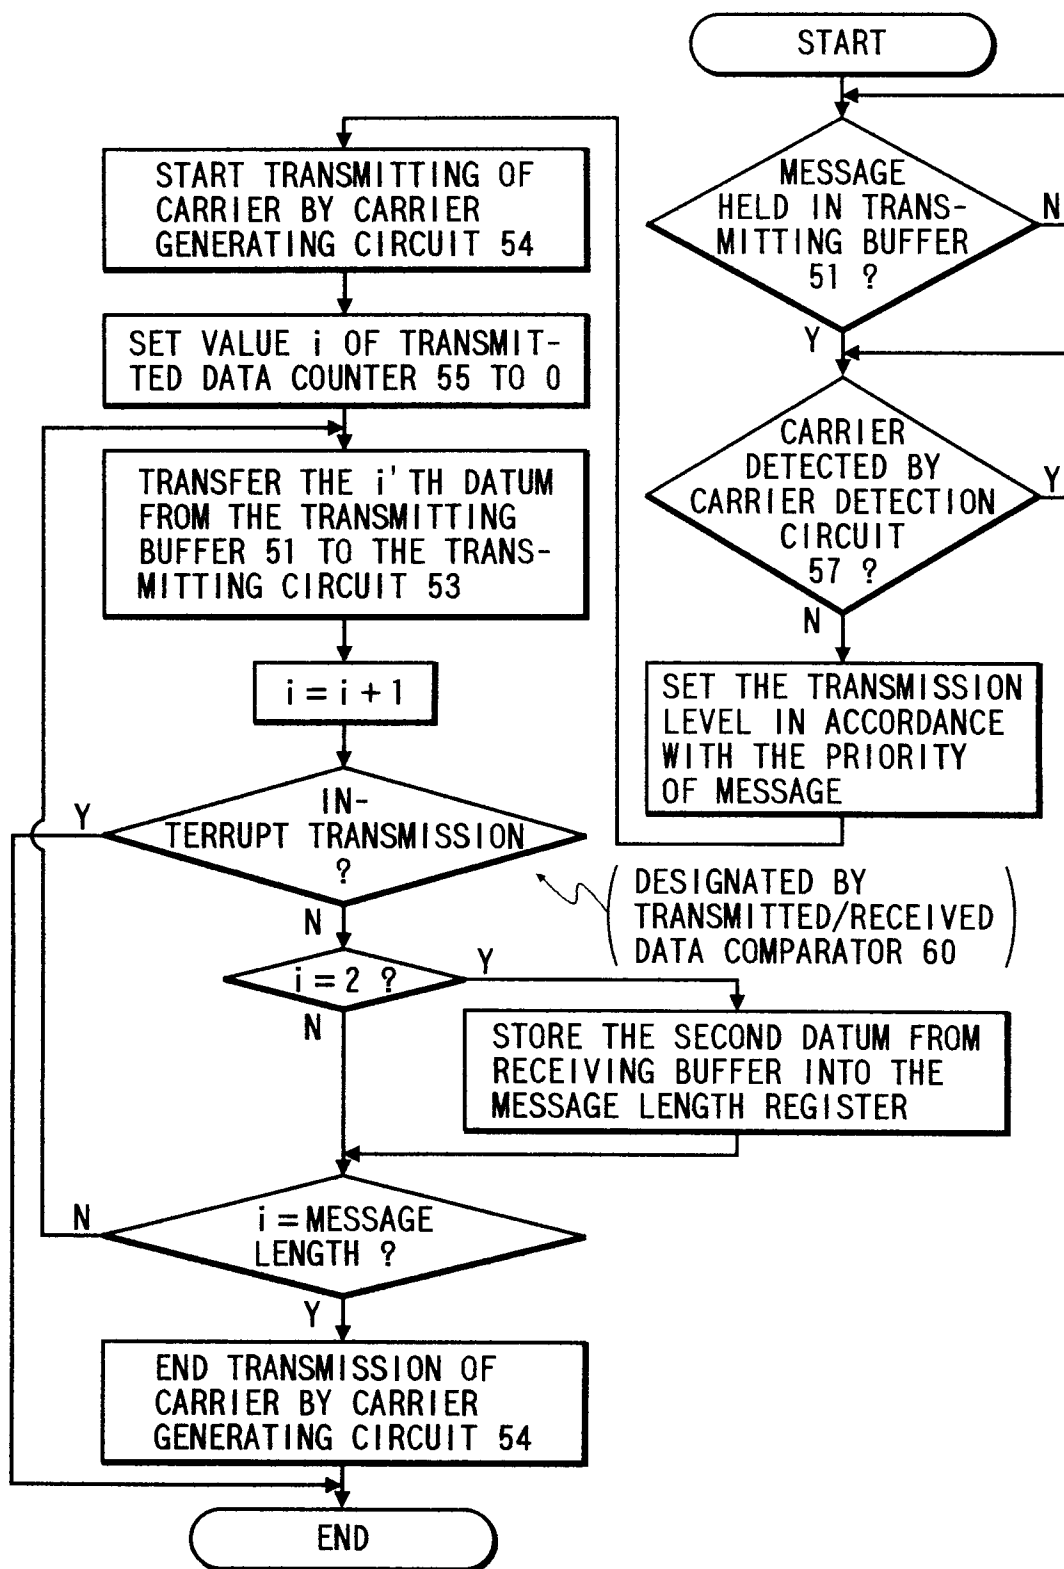 START
MESSAGE
HELD IN TRANS-
MITTING BUFFER
51 ?
N
Y
CARRIER
DETECTED BY
CARRIER DETECTION
CIRCUIT
57 ?
Y
N
SET THE TRANSMISSION
LEVEL IN ACCORDANCE
WITH THE PRIORITY
OF MESSAGE
START TRANSMITTING OF
CARRIER BY CARRIER
GENERATING CIRCUIT 54
SET VALUE i OF TRANSMIT-
TED DATA COUNTER 55 TO 0
TRANSFER THE i'TH DATUM
FROM THE TRANSMITTING
BUFFER 51 TO THE TRANS-
MITTING CIRCUIT 53
i = i + 1
IN-
TERRUPT TRANSMISSION
?
Y
N
DESIGNATED BY
TRANSMITTED/RECEIVED
DATA COMPARATOR 60
i = 2 ?
Y
N
STORE THE SECOND DATUM FROM
RECEIVING BUFFER INTO THE
MESSAGE LENGTH REGISTER
i = MESSAGE
LENGTH ?
N
Y
END TRANSMISSION OF
CARRIER BY CARRIER
GENERATING CIRCUIT 54
END